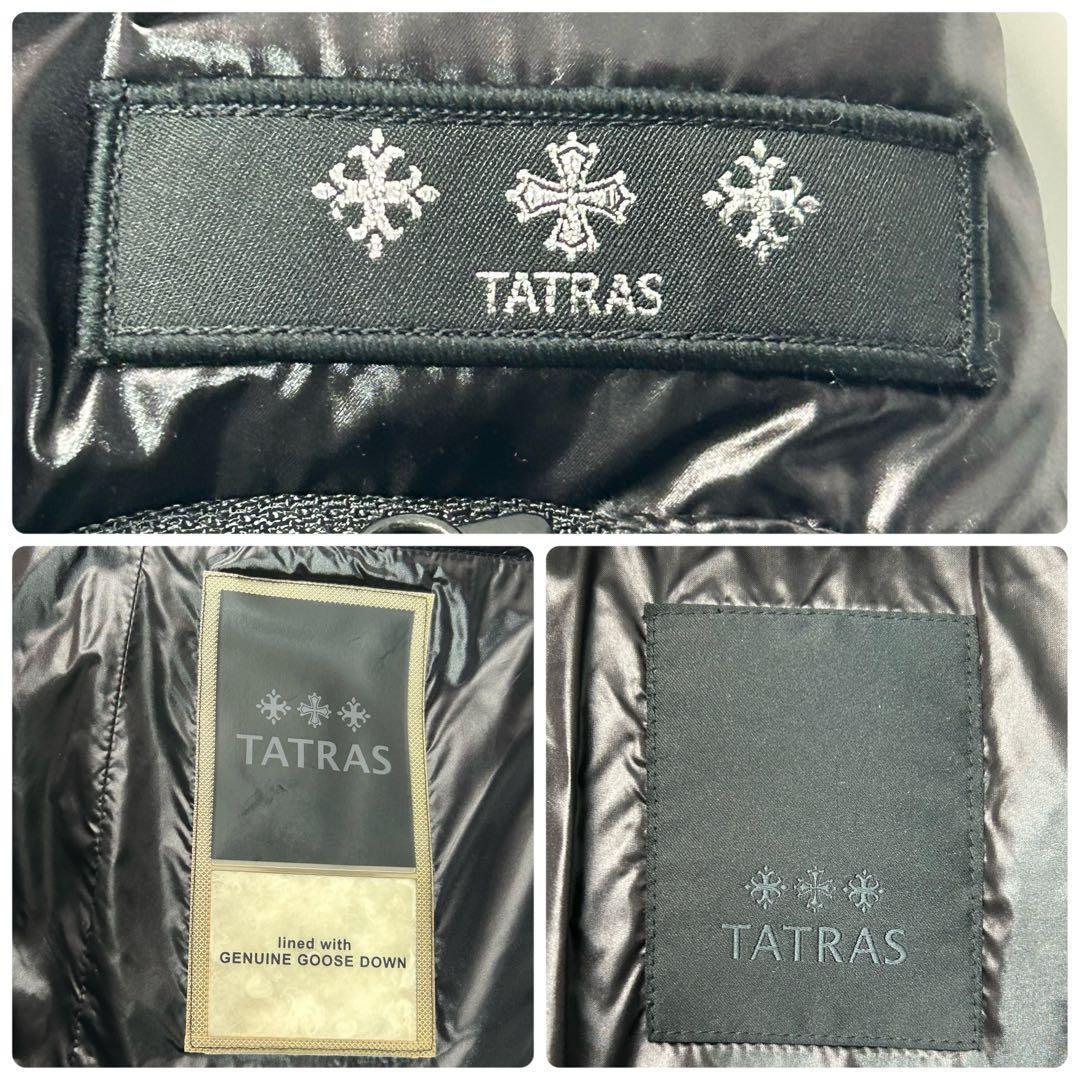 TATRAS
TATRAS
lined with
GENUINE GOOSE DOWN
TATRAS